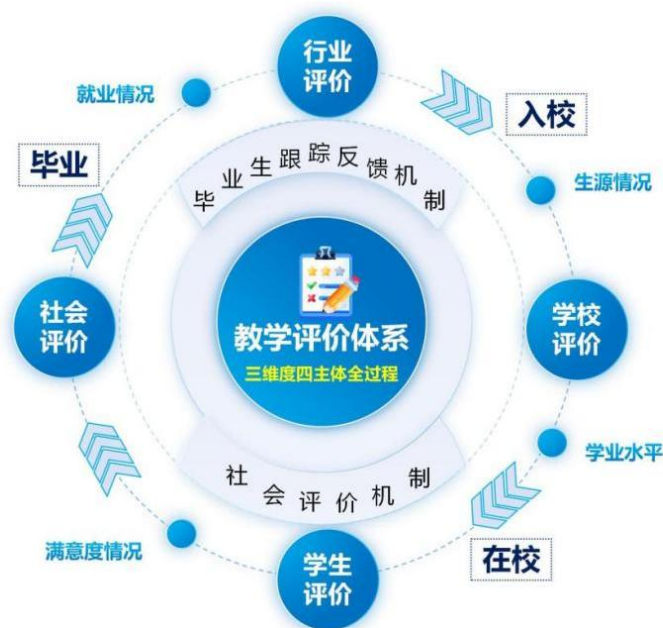 行业
评价
就业情况
入校
毕业
毕业生跟踪反馈机制
生源情况
社会
评价
教学评价体系
三维度四主体全过程
学校
评价
学业水平
社会评价机制
满意度情况
在校
学生
评价